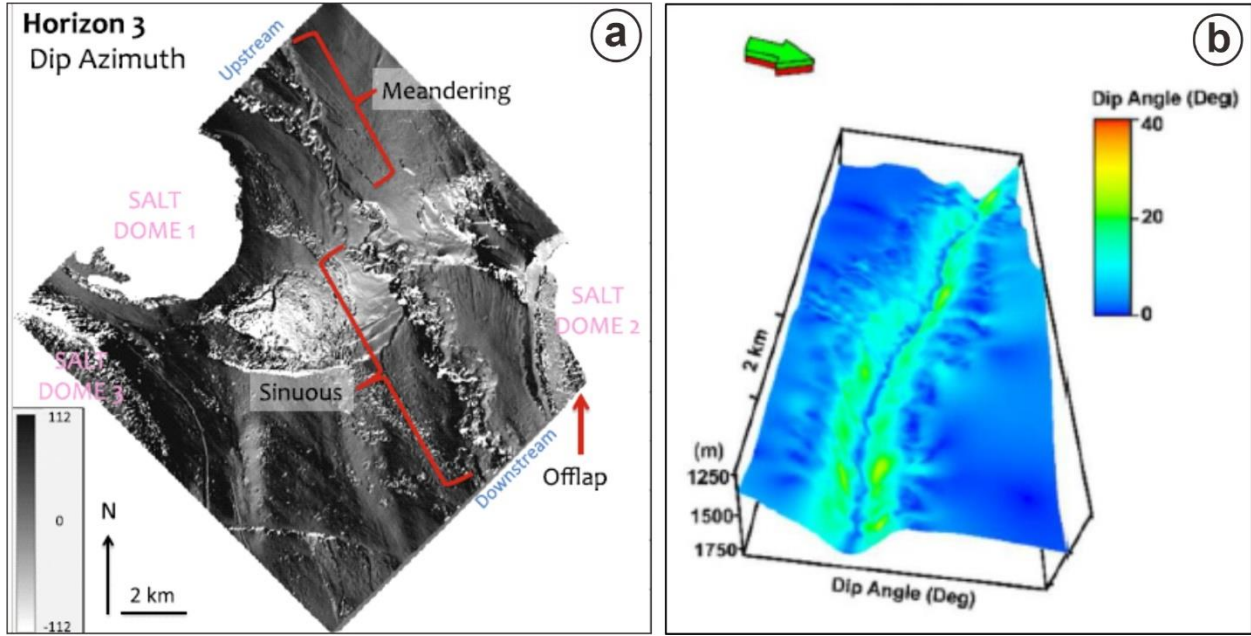 Horizon 3
Dip Azimuth
a
Upstream
Meandering
SALT
DOME 1
SALT
DOME 2
SALT
DOME 3
Sinuous
Downstream
Offlap
112
0
-112
N
2 km
b
Dip Angle (Deg)
40
20
0
2 km
(m)
1250
1500
1750
Dip Angle (Deg)